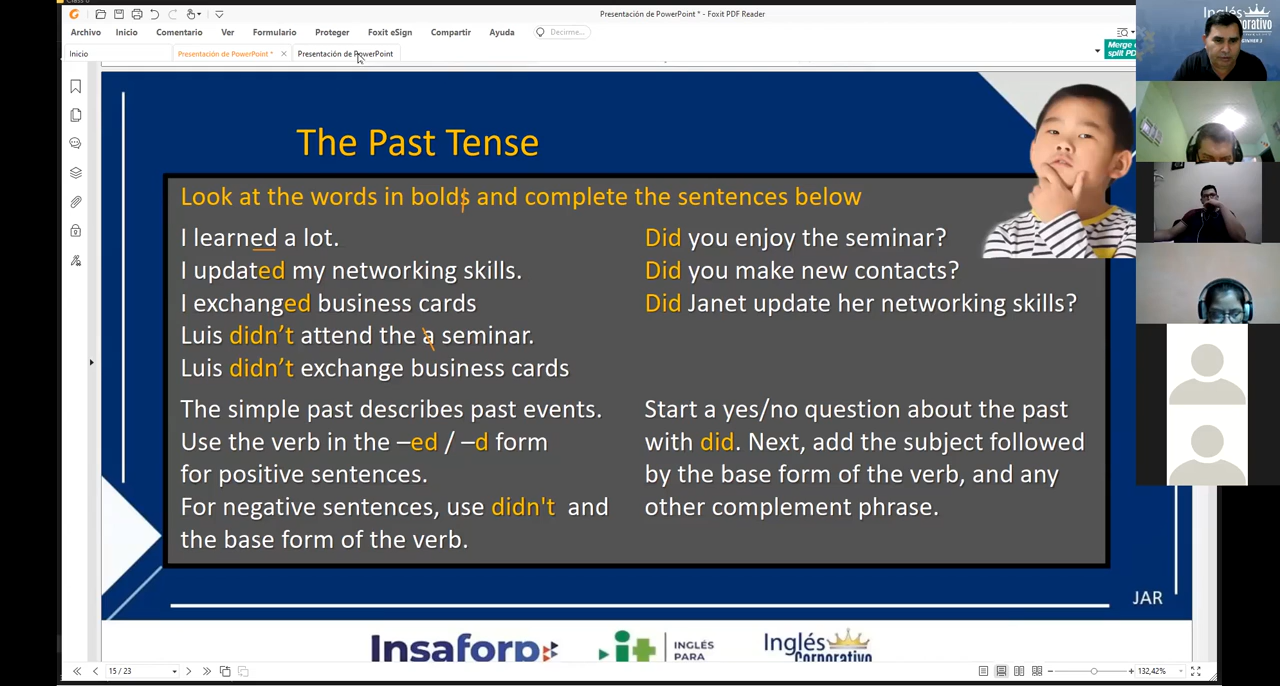 Class 6
Presentación de PowerPoint * - Foxit PDF Reader
Archivo Inicio Comentario Ver Formulario Proteger Foxit eSign Compartir Ayuda Decirme...
Inicio Presentación de PowerPoint * Presentación de PowerPoint
Merge
split PD
Inglés
Corporativo
The Past Tense
Look at the words in bolds and complete the sentences below
I learned a lot.
I updated my networking skills.
I exchanged business cards
Luis didn't attend the a seminar.
Luis didn't exchange business cards
Did you enjoy the seminar?
Did you make new contacts?
Did Janet update her networking skills?
The simple past describes past events.
Use the verb in the –ed / –d form
for positive sentences.
For negative sentences, use didn't and
the base form of the verb.
Start a yes/no question about the past
with did. Next, add the subject followed
by the base form of the verb, and any
other complement phrase.
JAR
Insaforp
it
INGLÉS
PARA
Inglés
Corporativo
15 / 23
132,42%